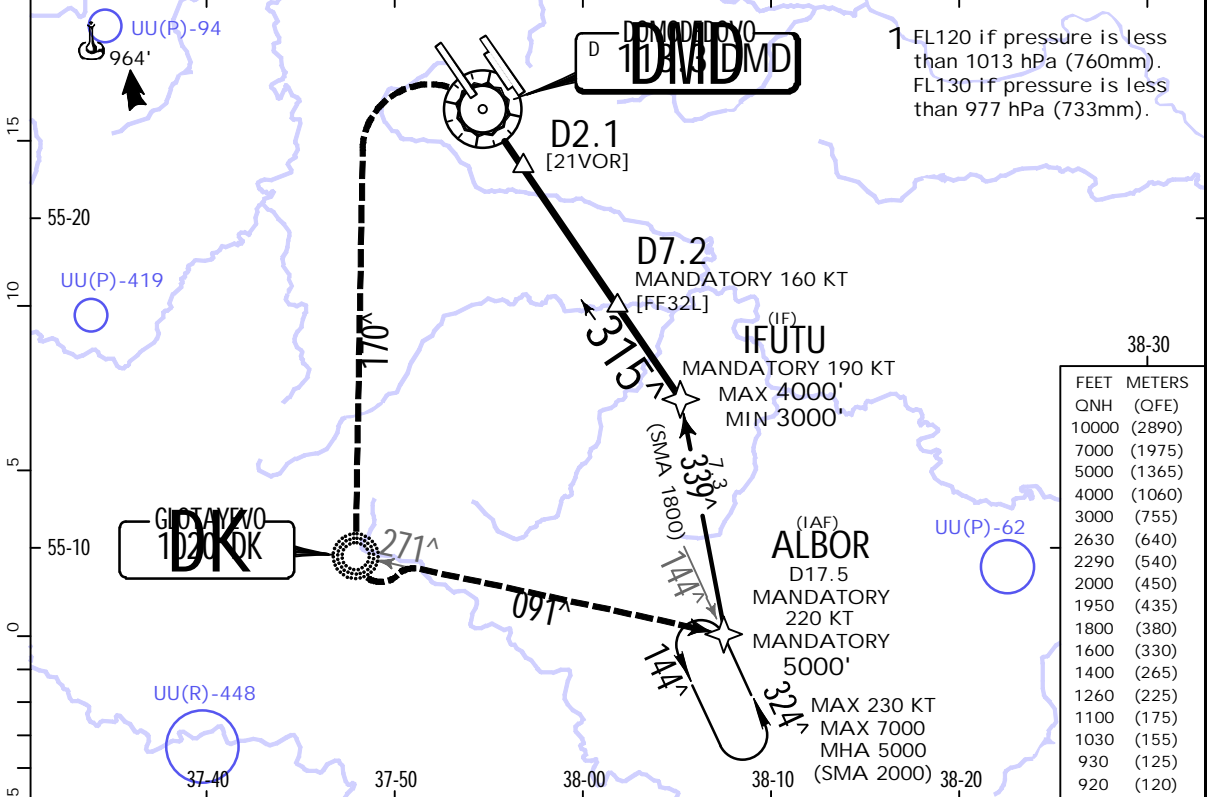 UU(P)-94
964'
DOMODEDOVO
D
DMD
1 FL120 if pressure is less
than 1013 hPa (760mm).
FL130 if pressure is less
than 977 hPa (733mm).
15
D2.1
[21VOR]
55-20
D7.2
MANDATORY 160 KT
[FF32L]
UU(P)-419
10
315^
170^
(IF)
IFUTU
MANDATORY 190 KT
MAX 4000'
MIN 3000'
38-30
FEET METERS
QNH (QFE)
10000 (2890)
7000 (1975)
5000 (1365)
4000 (1060)
3000 (755)
2630 (640)
2290 (540)
2000 (450)
1950 (435)
1800 (380)
1600 (330)
1400 (265)
1260 (225)
1100 (175)
1030 (155)
930 (125)
920 (120)
(SMA 1800)
7.3
339^
5
GLOTAYEVO
1020 DK
DK
55-10
271^
144^
(IAF)
ALBOR
D17.5
MANDATORY
220 KT
MANDATORY
5000'
UU(P)-62
091^
0
144^
324^
UU(R)-448
MAX 230 KT
MAX 7000
MHA 5000
(SMA 2000)
37-40
37-50
38-00
38-10
38-20
5